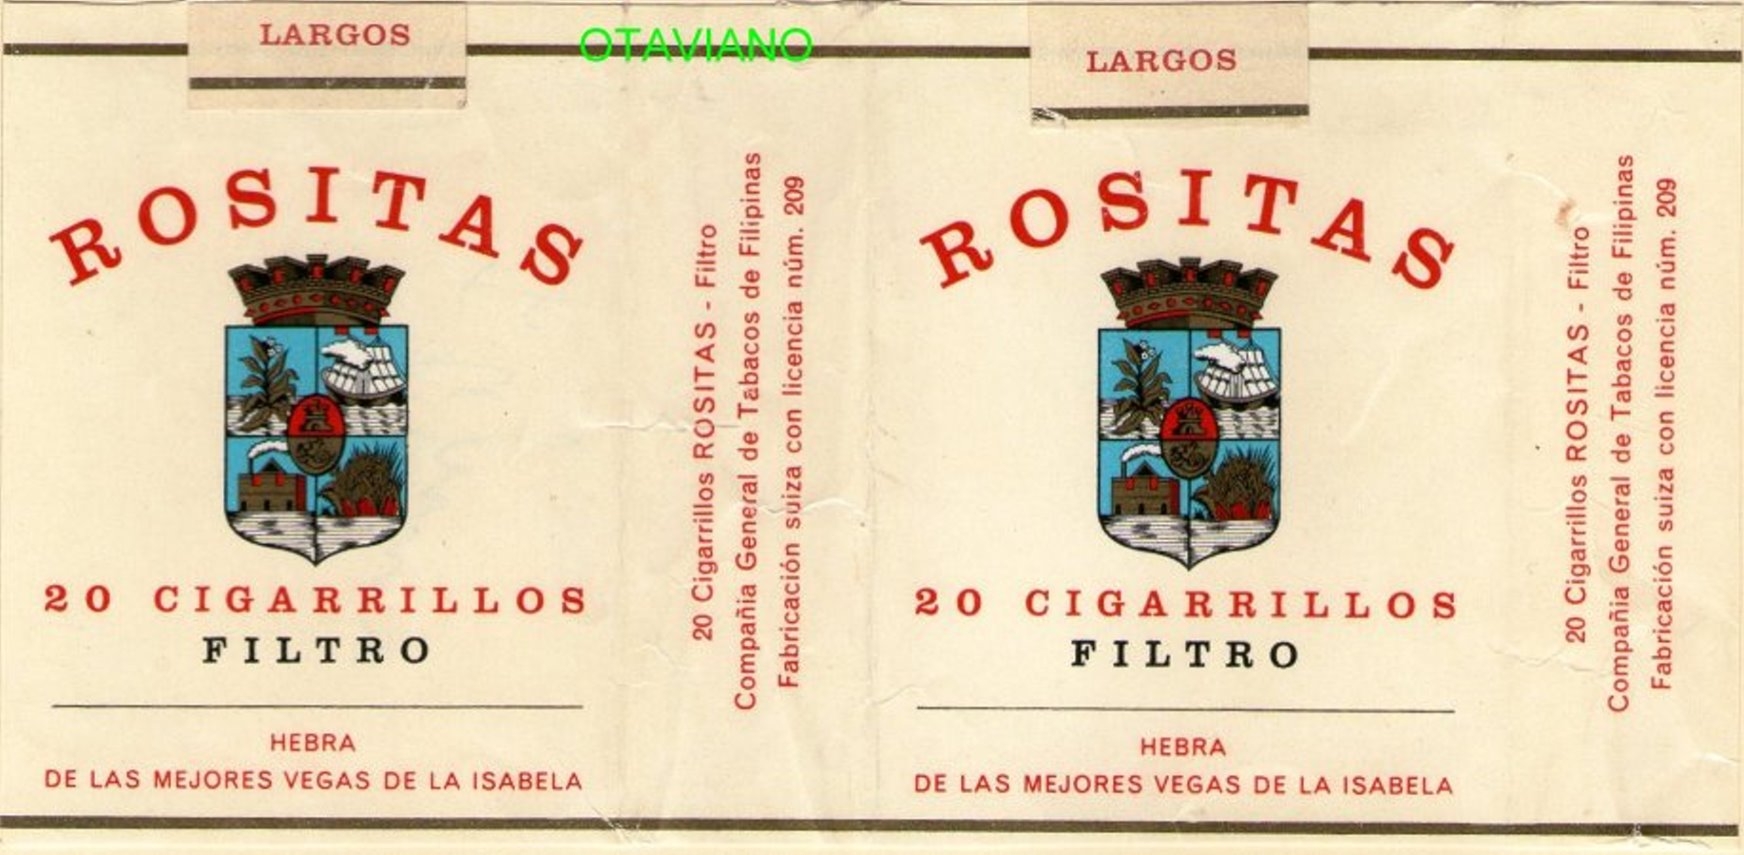 LARGOS
OTAVIANO
ROSITAS
20 CIGARRILLOS
FILTRO
HEBRA
DE LAS MEJORES VEGAS DE LA ISABELA
20 Cigarrillos ROSITAS - Filtro
Compañia General de Tabacos de Filipinas
Fabricación suiza con licencia núm. 209
LARGOS
ROSITAS
20 CIGARRILLOS
FILTRO
HEBRA
DE LAS MEJORES VEGAS DE LA ISABELA
20 Cigarrillos ROSITAS - Filtro
Compañia General de Tabacos de Filipinas
Fabricación suiza con licencia núm. 209